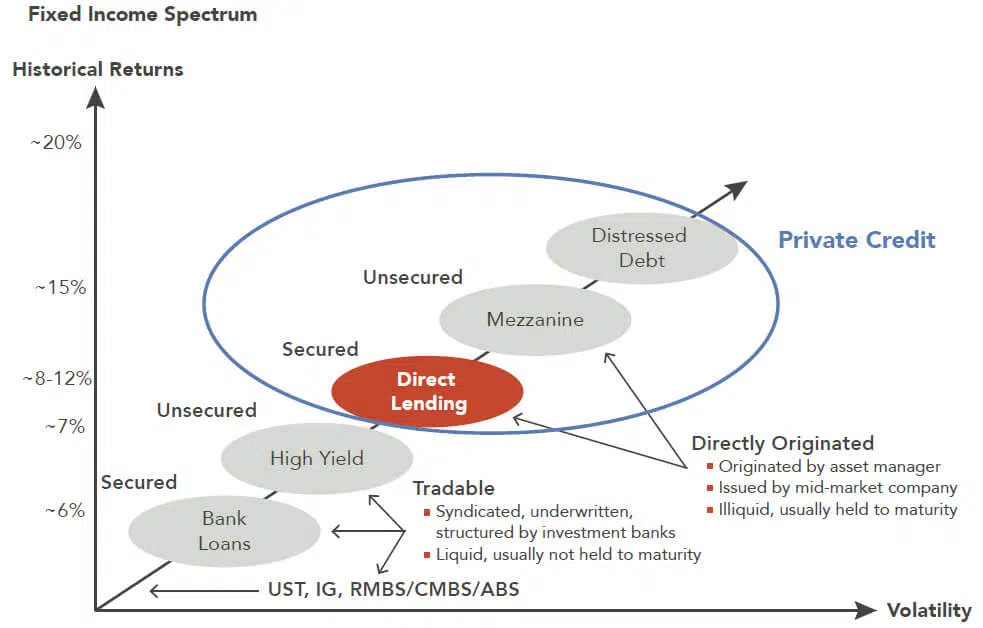 Fixed Income Spectrum
Historical Returns
~20%
~15%
~8-12%
~7%
~6%
Private Credit
Distressed
Debt
Unsecured
Mezzanine
Secured
Direct
Lending
Unsecured
High Yield
Secured
Bank
Loans
Directly Originated
Originated by asset manager
Issued by mid-market company
Illiquid, usually held to maturity
Tradable
Syndicated, underwritten,
structured by investment banks
Liquid, usually not held to maturity
UST, IG, RMBS/CMBS/ABS
Volatility